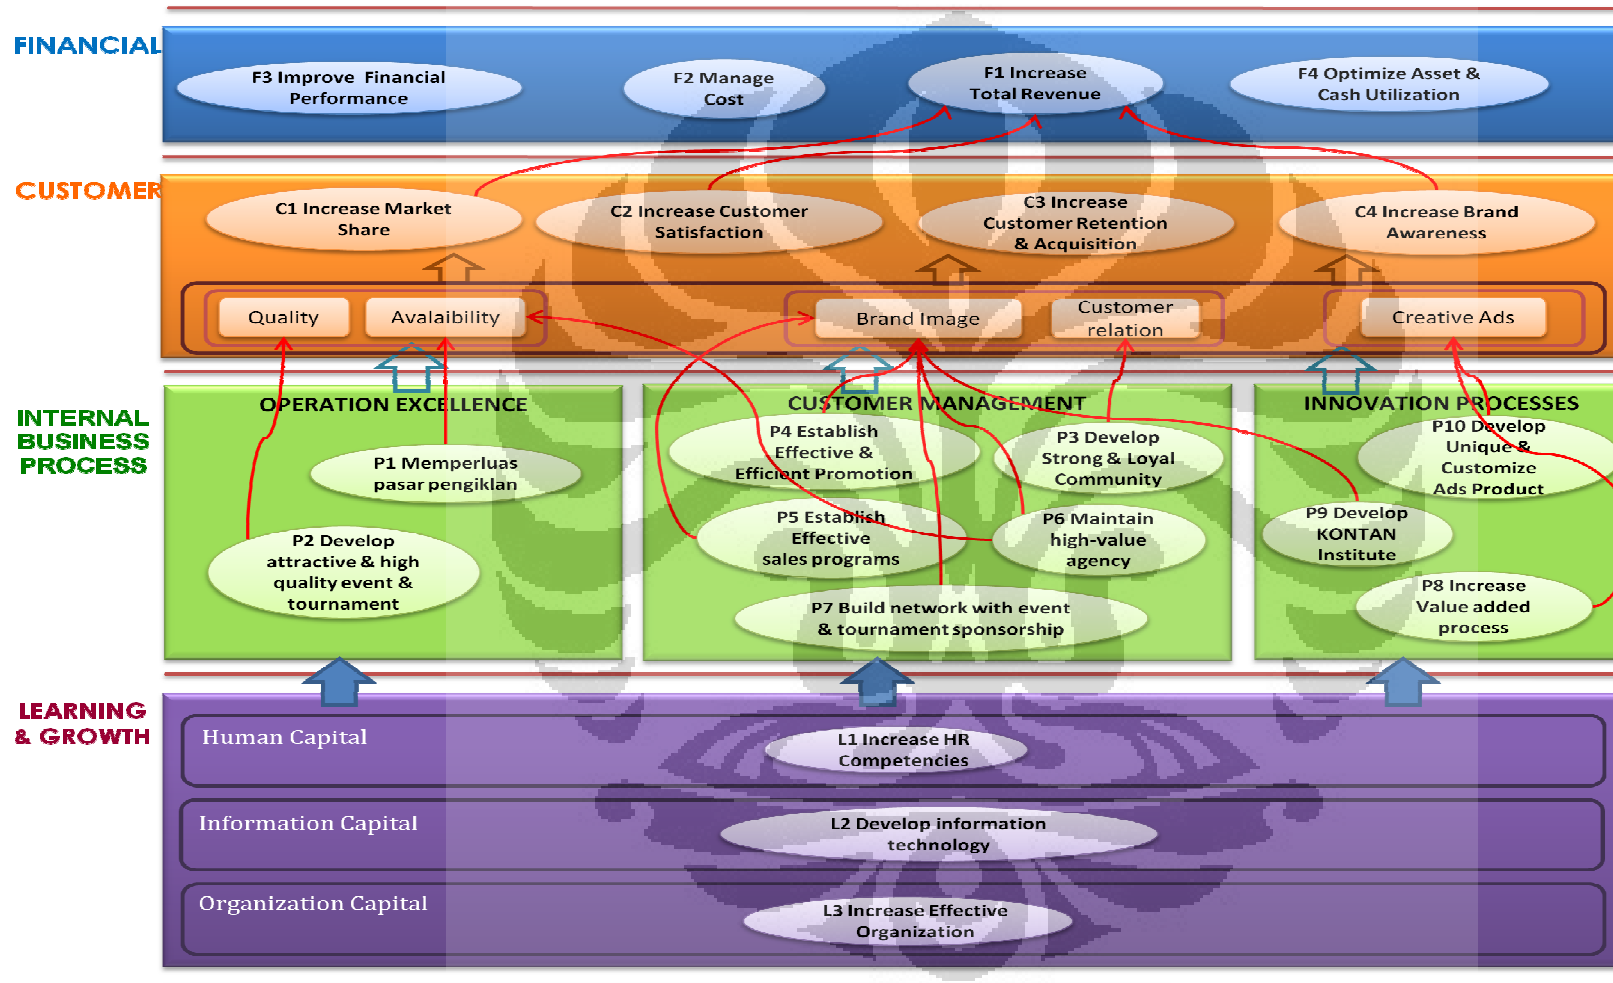 FINANCIAL
F3 Improve Financial
Performance
F2 Manage
Cost
F1 Increase
Total Revenue
F4 Optimize Asset &
Cash Utilization
CUSTOMER
C1 Increase Market
Share
C2 Increase Customer
Satisfaction
C3 Increase
Customer Retention
& Acquisition
C4 Increase Brand
Awareness
Quality
Avalaibility
Brand Image
Customer
relation
Creative Ads
INTERNAL
BUSINESS
PROCESS
OPERATION EXCELLENCE
P1 Memperluas
pasar pengiklan
P2 Develop
attractive & high
quality event &
tournament
CUSTOMER MANAGEMENT
P4 Establish
Effective &
Efficient Promotion
P3 Develop
Strong & Loyal
Community
P5 Establish
Effective
sales programs
P6 Maintain
high-value
agency
P7 Build network with event
& tournament sponsorship
INNOVATION PROCESSES
P10 Develop
Unique &
Customize
Ads Product
P9 Develop
KONTAN
Institute
P8 Increase
Value added
process
LEARNING
& GROWTH
Human Capital
L1 Increase HR
Competencies
Information Capital
L2 Develop information
technology
Organization Capital
L3 Increase Effective
Organization